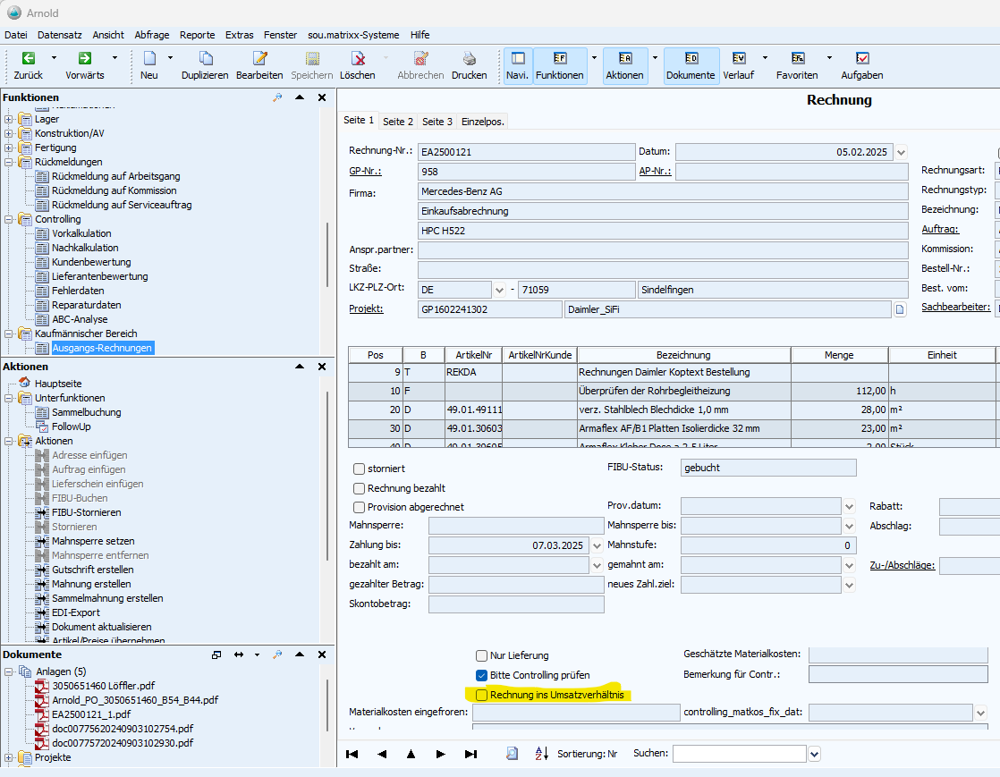 Arnold
Datei Datensatz Ansicht Abfrage Reporte Extras Fenster sou.matrixx-Systeme Hilfe
Zurück Vorwärts Neu Duplizieren Bearbeiten Speichern Löschen Abbrechen Drucken Navi. Funktionen Aktionen Dokumente Verlauf Favoriten Aufgaben
Funktionen
Lager
Konstruktion/AV
Fertigung
Rückmeldungen
Rückmeldung auf Arbeitsgang
Rückmeldung auf Kommission
Rückmeldung auf Serviceauftrag
Controlling
Vorkalkulation
Nachkalkulation
Kundenbewertung
Lieferantenbewertung
Fehlerdaten
Reparaturdaten
ABC-Analyse
Kaufmännischer Bereich
Ausgangs-Rechnungen
Aktionen
Hauptseite
Unterfunktionen
Sammelbuchung
FollowUp
Aktionen
Adresse einfügen
Auftrag einfügen
Lieferschein einfügen
FIBU-Buchen
FIBU-Stornieren
Stornieren
Mahnsperre setzen
Mahnsperre entfernen
Gutschrift erstellen
Mahnung erstellen
Sammelmahnung erstellen
EDI-Export
Dokument aktualisieren
Artikel/Preise übernehmen
Dokumente
Anlagen (5)
3050651460 Löffler.pdf
Arnold_PO_3050651460_B54_B44.pdf
EA2500121_1.pdf
doc00775620240903102754.pdf
doc00775720240903102930.pdf
Projekte
Rechnung
Seite 1 Seite 2 Seite 3 Einzelpos.
Rechnung-Nr.: EA2500121 Datum: 05.02.2025
GP-Nr.: 958 AP-Nr.: Rechnungsart:
Firma: Mercedes-Benz AG Rechnungstyp:
Einkaufsabrechnung Bezeichnung:
HPC H522 Auftrag:
Anspr.partner: Kommission:
Straße: Bestell-Nr.:
LKZ-PLZ-Ort: DE - 71059 Sindelfingen Best. vom:
Projekt: GP1602241302 Daimler_SiFi Sachbearbeiter:
Pos B ArtikelNr ArtikelNrKunde Bezeichnung Menge Einheit
9 T REKDA Rechnungen Daimler Koptext Bestellung
10 F Überprüfen der Rohrbegleitheizung 112,00 h
20 D 49.01.49111 verz. Stahlblech Blechdicke 1,0 mm 28,00 m²
30 D 49.01.30603 Armaflex AF/B1 Platten Isolierdicke 32 mm 23,00 m²
40 D 49.01.30605 Armaflex Kleber Dose a 2,5 Liter 2,00 Stück
storniert FIBU-Status: gebucht
Rechnung bezahlt
Provision abgerechnet Prov.datum: Rabatt:
Mahnsperre: Mahnsperre bis: Abschlag:
Zahlung bis: 07.03.2025 Mahnstufe: 0
bezahlt am: gemahnt am: Zu-/Abschläge:
gezahlter Betrag: neues Zahl.ziel:
Skontobetrag:
Nur Lieferung Geschätzte Materialkosten:
Bitte Controlling prüfen Bemerkung für Contr.:
Rechnung ins Umsatzverhältnis
Materialkosten eingefroren: controlling_matkos_fix_dat:
Sortierung: Nr Suchen: